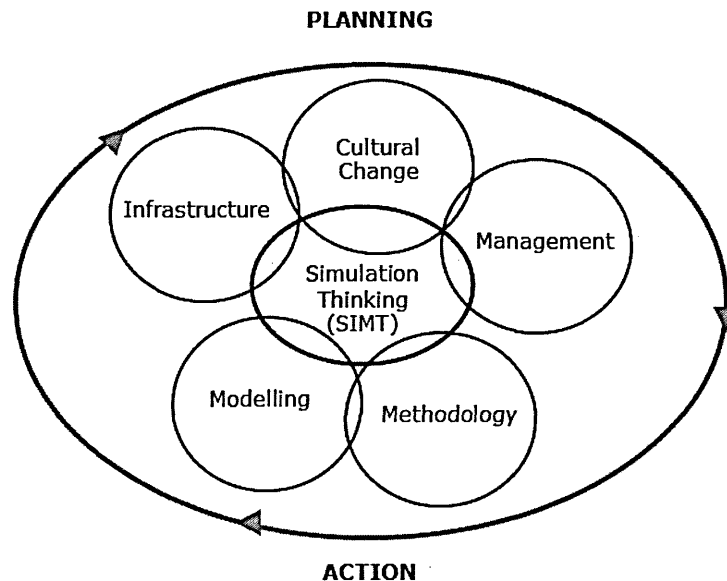 PLANNING
Cultural
Change
Infrastructure
Management
Simulation
Thinking
(SIMT)
Modelling
Methodology
ACTION